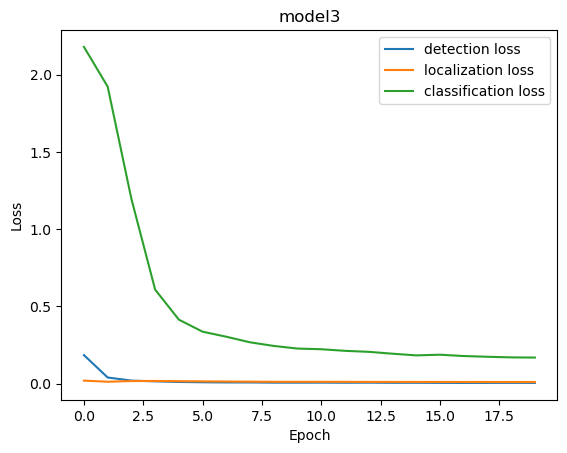 model3
detection loss
localization loss
classification loss
2.0
1.5
1.0
0.5
0.0
Loss
0.0 2.5 5.0 7.5 10.0 12.5 15.0 17.5
Epoch